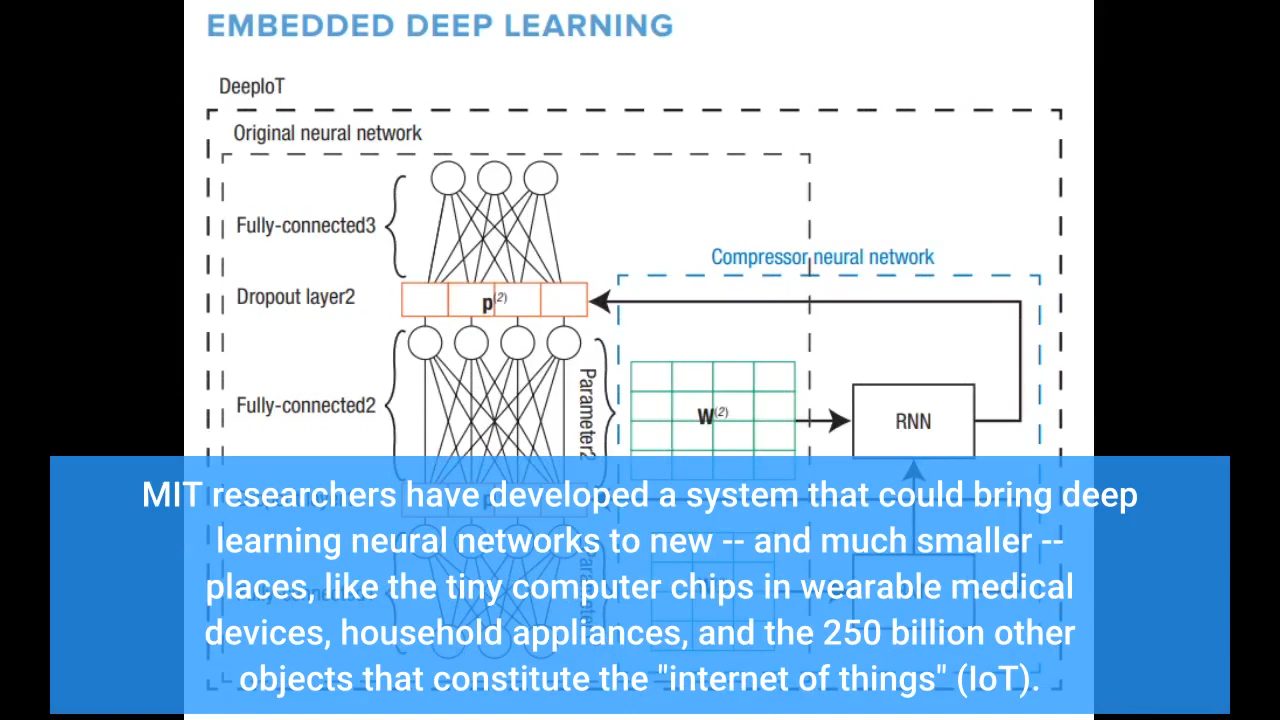 EMBEDDED DEEP LEARNING
DeepIoT
Original neural network
Fully-connected3
Compressor neural network
Dropout layer2
p(2)
Fully-connected2
Parameter2
W(2)
RNN
MIT researchers have developed a system that could bring deep
learning neural networks to new -- and much smaller --
places, like the tiny computer chips in wearable medical
devices, household appliances, and the 250 billion other
objects that constitute the "internet of things" (IoT).